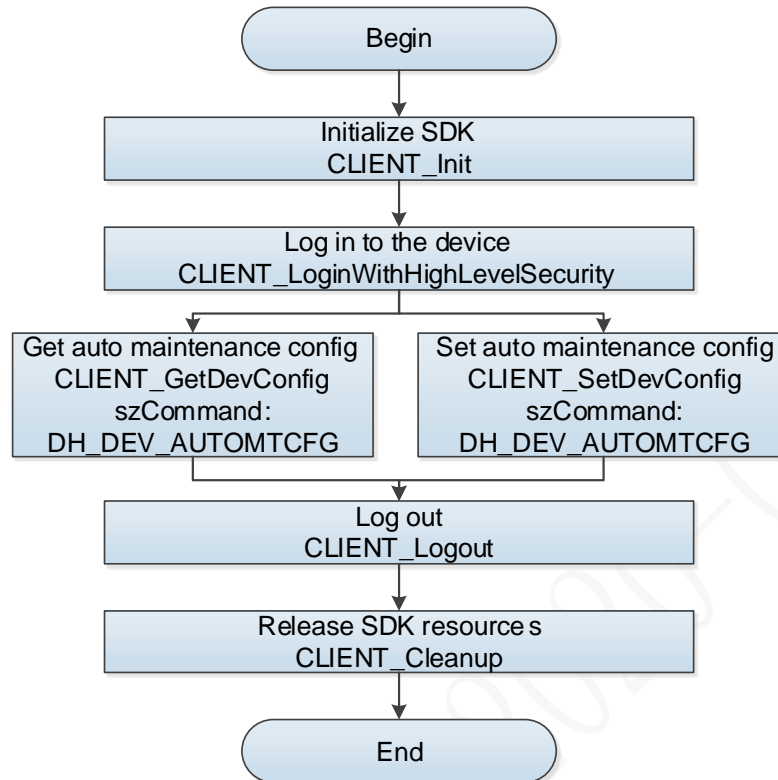 Begin
Initialize SDK
CLIENT_Init
Log in to the device
CLIENT_LoginWithHighLevelSecurity
Get auto maintenance config
CLIENT_GetDevConfig
szCommand:
DH_DEV_AUTOMTCFG
Set auto maintenance config
CLIENT_SetDevConfig
szCommand:
DH_DEV_AUTOMTCFG
Log out
CLIENT_Logout
Release SDK resources
CLIENT_Cleanup
End